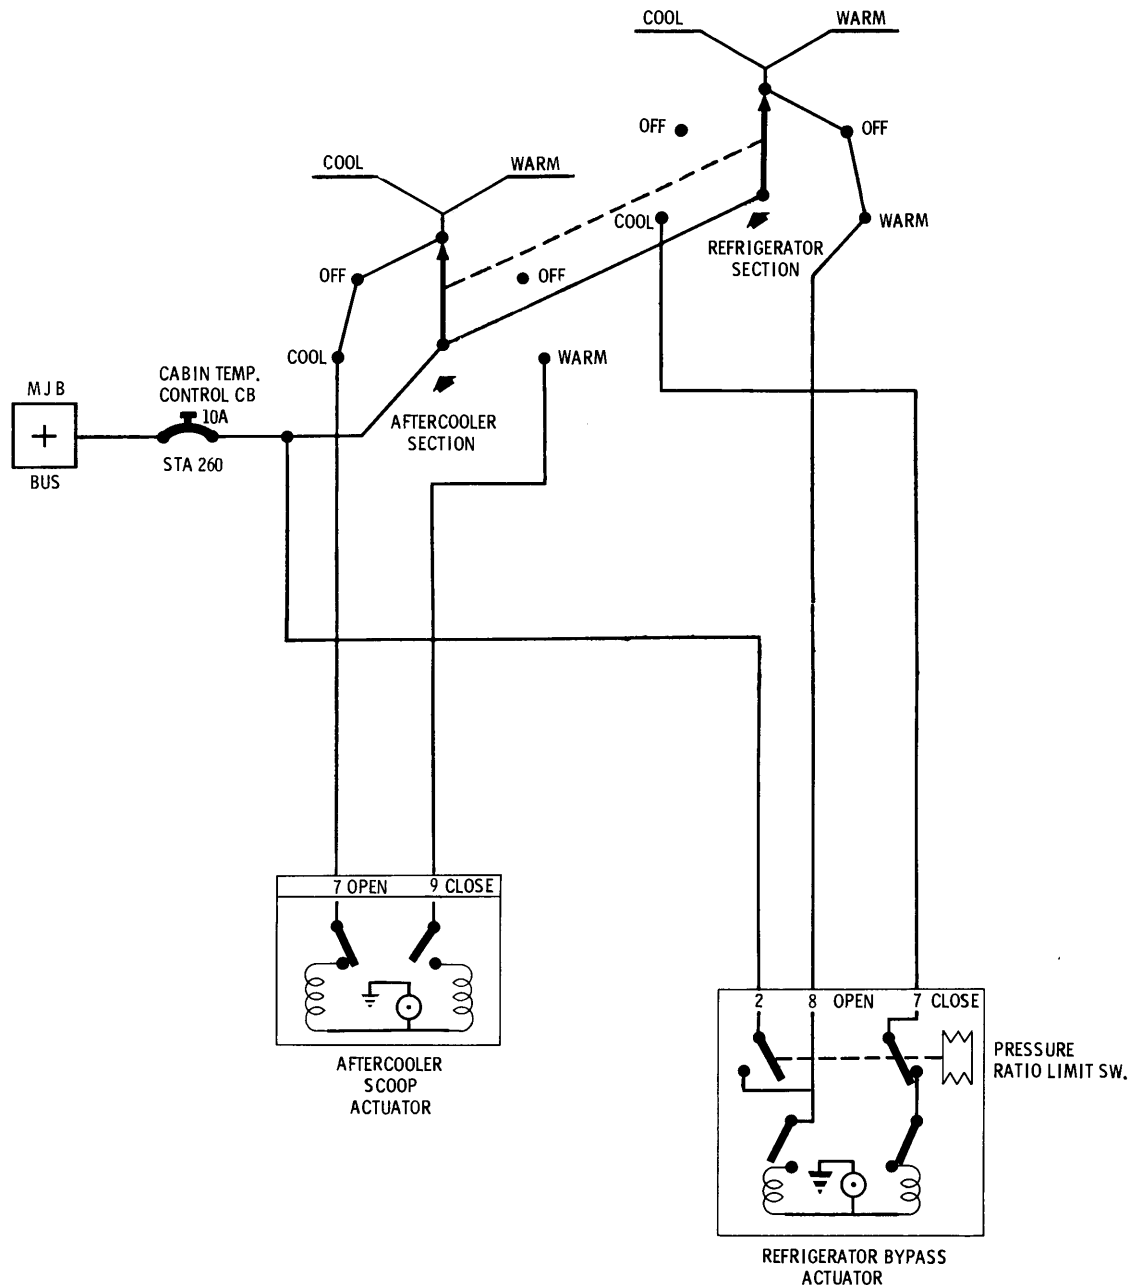 COOL
WARM
OFF
OFF
COOL
WARM
COOL
WARM
REFRIGERATOR
SECTION
OFF
OFF
COOL
WARM
CABIN TEMP.
CONTROL CB
10A
STA 260
MJB
+
BUS
AFTERCOOLER
SECTION
7 OPEN
9 CLOSE
AFTERCOOLER
SCOOP
ACTUATOR
2
8 OPEN
7 CLOSE
PRESSURE
RATIO LIMIT SW.
REFRIGERATOR BYPASS
ACTUATOR